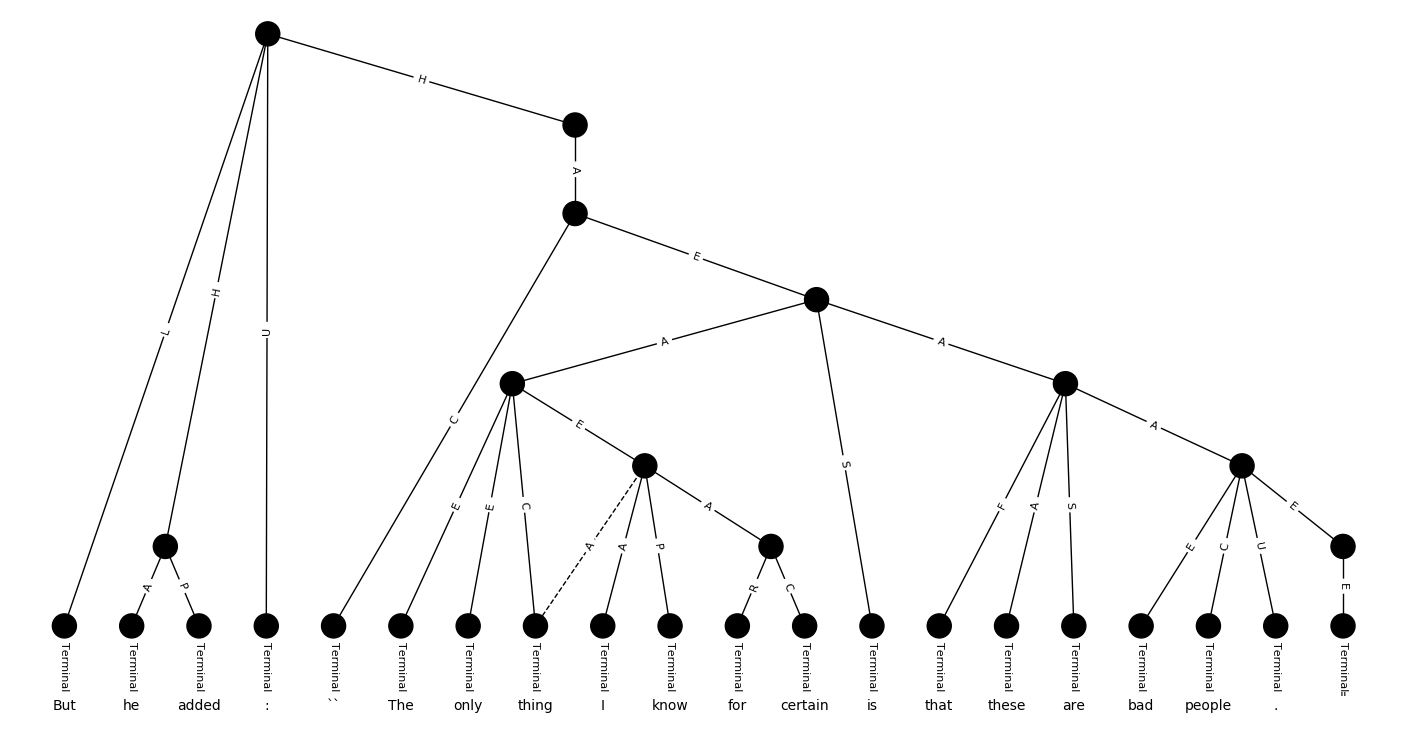 H
A
E
L
H
U
C
A
A
E
A
E
E
C
S
F
A
S
E
A
A
P
A
E
C
U
E
A
P
R
C
E
Terminal Terminal Terminal Terminal Terminal Terminal Terminal Terminal Terminal Terminal Terminal Terminal Terminal Terminal Terminal Terminal Terminal Terminal Terminal Terminal
But he added : `` The only thing I know for certain is that these are bad people .